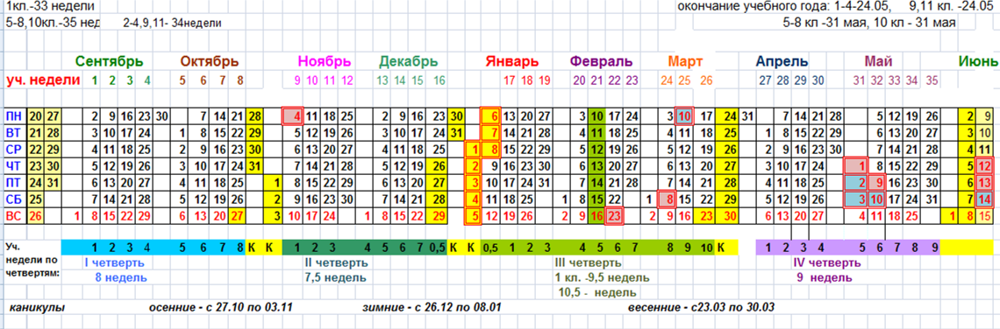 1кл.-33 недели
окончание учебного года: 1-4-24.05, 9,11 кл. -24.05
5-8,10кл.-35 нед 2-4,9,11- 34недели
5-8 кл -31 мая, 10 кл - 31 мая
Сентябрь Октябрь Ноябрь Декабрь Январь Февраль Март Апрель Май Июнь
уч. недели 1 2 3 4 5 6 7 8 9 10 11 12 13 14 15 16 17 18 19 20 21 22 23 24 25 26 27 28 29 30 31 32 33 34 35
ПН 20 27 2 9 16 23 30 7 14 21 28 4 11 18 25 2 9 16 23 30 6 13 20 27 3 10 17 24 3 10 17 24 31 7 14 21 28 5 12 19 26 2 9
ВТ 21 28 3 10 17 24 1 8 15 22 29 5 12 19 26 3 10 17 24 31 7 14 21 28 4 11 18 25 4 11 18 25 1 8 15 22 29 6 13 20 27 3 10
СР 22 29 4 11 18 25 2 9 16 23 30 6 13 20 27 4 11 18 25 1 8 15 22 29 5 12 19 26 5 12 19 26 2 9 16 23 30 7 14 21 28 4 11
ЧТ 23 30 5 12 19 26 3 10 17 24 31 7 14 21 28 5 12 19 26 2 9 16 23 30 6 13 20 27 6 13 20 27 3 10 17 24 1 8 15 22 29 5 12
ПТ 24 31 6 13 20 27 4 11 18 25 1 8 15 22 29 6 13 20 27 3 10 17 24 31 7 14 21 28 7 14 21 28 4 11 18 25 2 9 16 23 30 6 13
СБ 25 7 14 21 28 5 12 19 26 2 9 16 23 30 7 14 21 28 4 11 18 25 1 8 15 22 1 8 15 22 29 5 12 19 26 3 10 17 24 31 7 14
ВС 26 1 8 15 22 29 6 13 20 27 3 10 17 24 1 8 15 22 29 5 12 19 26 2 9 16 23 2 9 16 23 30 6 13 20 27 4 11 18 25 1 8 15
Уч. 1 2 3 4 5 6 7 8 К К 1 2 3 4 5 6 7 0,5 К К 0,5 1 2 3 4 5 6 7 8 9 10 К 1 2 3 4 5 6 7 8 9
недели по I четверть II четверть III четверть IV четверть
четвертям: 8 недель 7,5 недель 1 кл. -9,5 недель 9 недель
10,5 - недель
каникулы осенние - с 27.10 по 03.11 зимние - с 26.12 по 08.01 весенние - с23.03 по 30.03